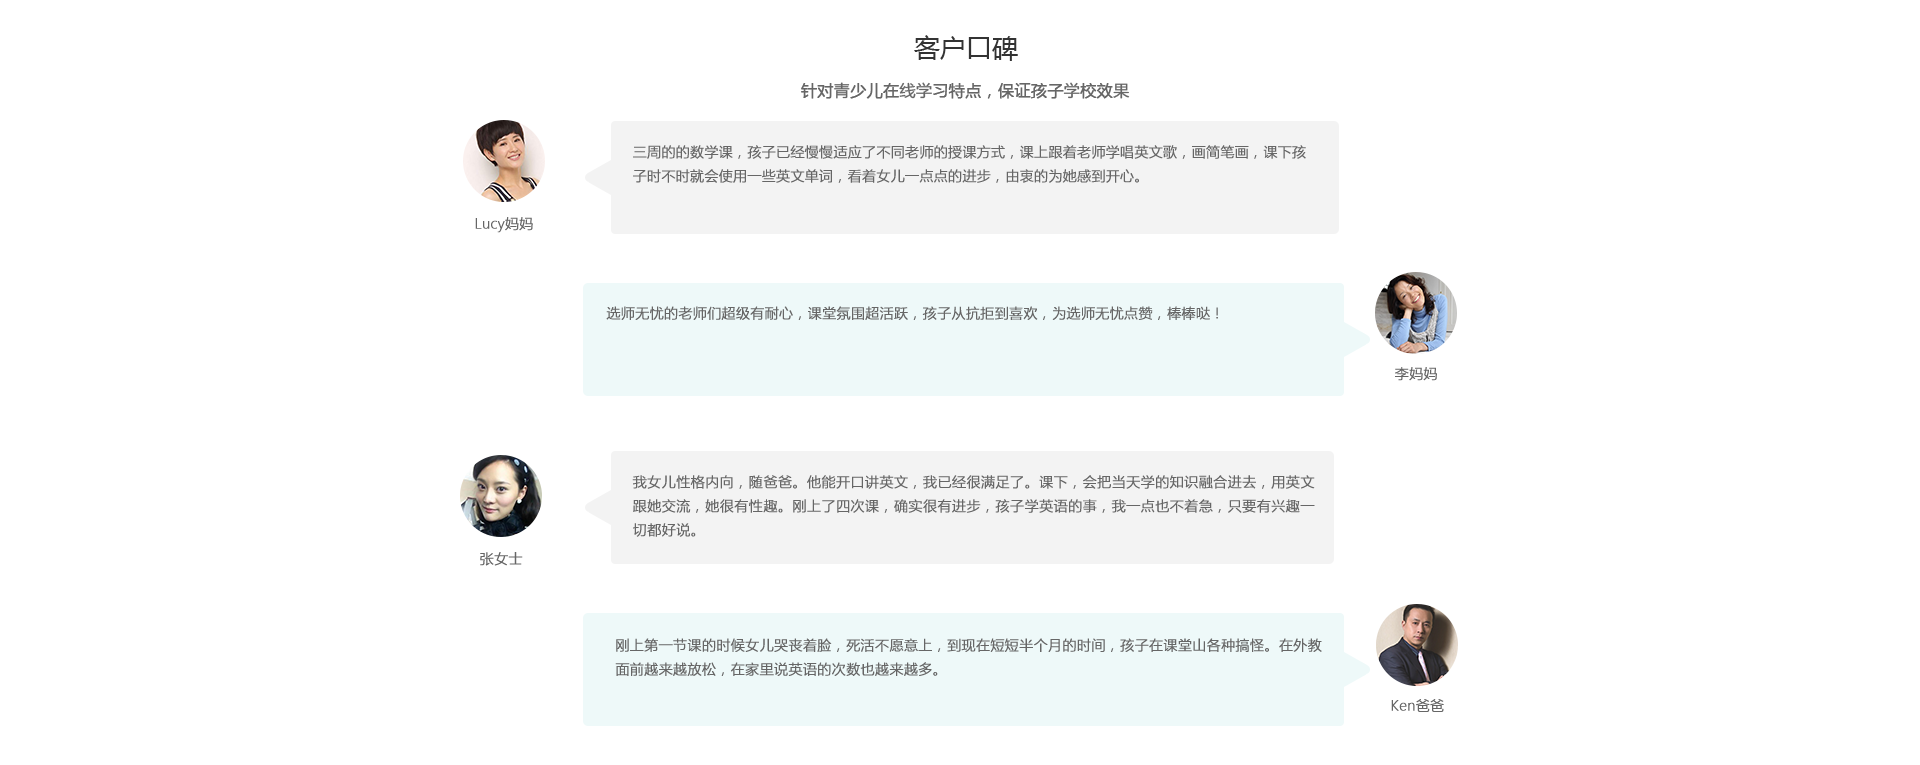 客户口碑
针对青少儿在线学习特点，保证孩子学校效果
三周的的数学课，孩子已经慢慢适应了不同老师的授课方式，课上跟着老师学唱英文歌，画简笔画，课下孩
子时不时就会使用一些英文单词，看着女儿一点点的进步，由衷的为她感到开心。
Lucy妈妈
选师无忧的老师们超级有耐心，课堂氛围超活跃，孩子从抗拒到喜欢，为选师无忧点赞，棒棒哒！
李妈妈
我女儿性格内向，随爸爸。他能开口讲英文，我已经很满足了。课下，会把当天学的知识融合进去，用英文
跟她交流，她很有性趣。刚上了四次课，确实很有进步，孩子学英语的事，我一点也不着急，只要有兴趣一
切都好说。
张女士
刚上第一节课的时候女儿哭丧着脸，死活不愿意上，到现在短短半个月的时间，孩子在课堂山各种搞怪。在外教
面前越来越放松，在家里说英语的次数也越来越多。
Ken爸爸